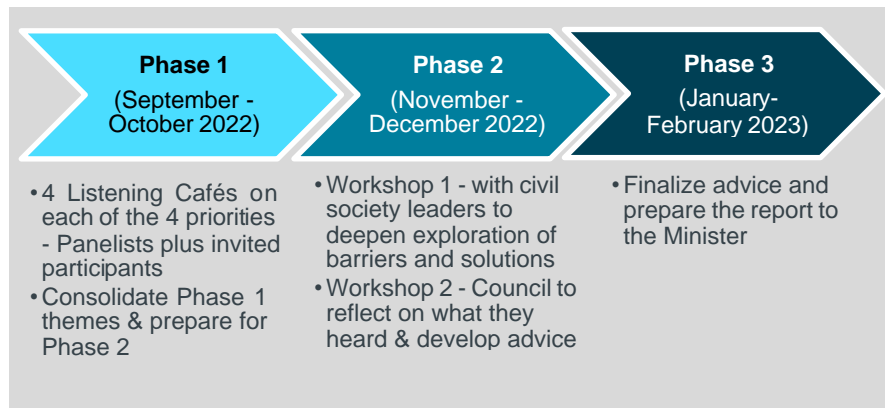 Phase 1
(September -
October 2022)
• 4 Listening Cafés on
each of the 4 priorities
- Panelists plus invited
participants
• Consolidate Phase 1
themes & prepare for
Phase 2
Phase 2
(November -
December 2022)
• Workshop 1 - with civil
society leaders to
deepen exploration of
barriers and solutions
• Workshop 2 - Council to
reflect on what they
heard & develop advice
Phase 3
(January-
February 2023)
• Finalize advice and
prepare the report to
the Minister